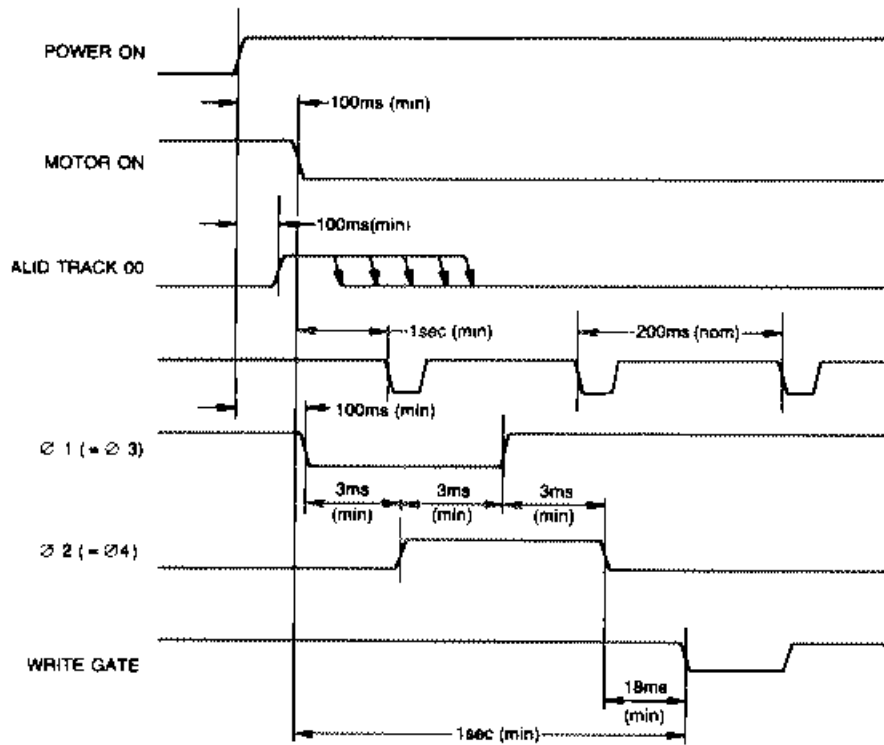 POWER ON
100ms (min)
MOTOR ON
100ms(min)
ALID TRACK 00
1sec (min)
200ms (nom)
100ms (min)
∅ 1 (= ∅ 3)
3ms
(min)
3ms
(min)
3ms
(min)
∅ 2 (= ∅4)
WRITE GATE
18ms
(min)
1sec (min)